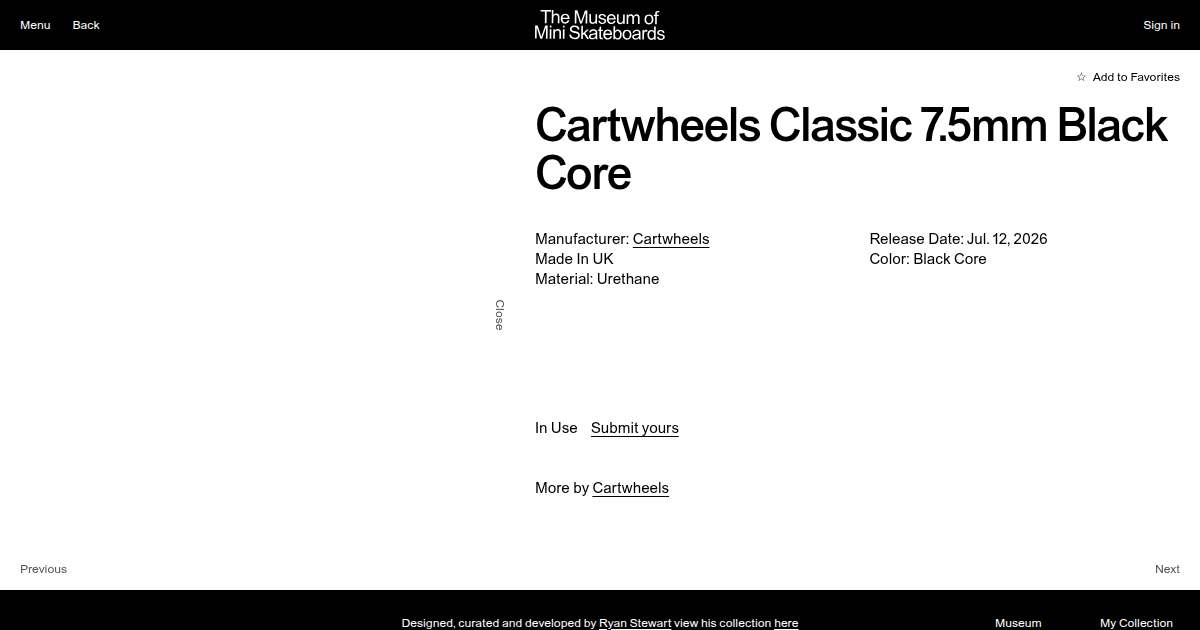 Menu Back
The Museum of
Mini Skateboards
Sign in
☆ Add to Favorites
Cartwheels Classic 7.5mm Black
Core
Manufacturer: Cartwheels
Made In UK
Material: Urethane
Release Date: Jul. 12, 2026
Color: Black Core
Close
In Use Submit yours
More by Cartwheels
Previous
Next
Designed, curated and developed by Ryan Stewart view his collection here
Museum
My Collection